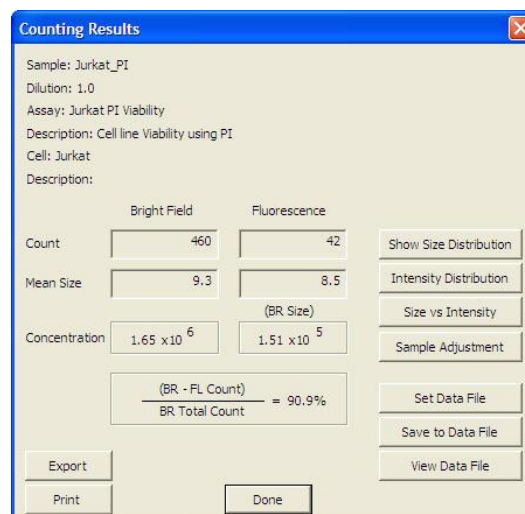 Counting Results
Sample: Jurkat_PI
Dilution: 1.0
Assay: Jurkat PI Viability
Description: Cell line Viability using PI
Cell: Jurkat
Description:
Bright Field Fluorescence
Count 460 42 Show Size Distribution
Mean Size 9.3 8.5 Intensity Distribution
(BR Size) Size vs Intensity
Concentration 1.65 x10 6 1.51 x10 5 Sample Adjustment
(BR - FL Count)
= 90.9%
BR Total Count
Set Data File
Save to Data File
Export View Data File
Print Done